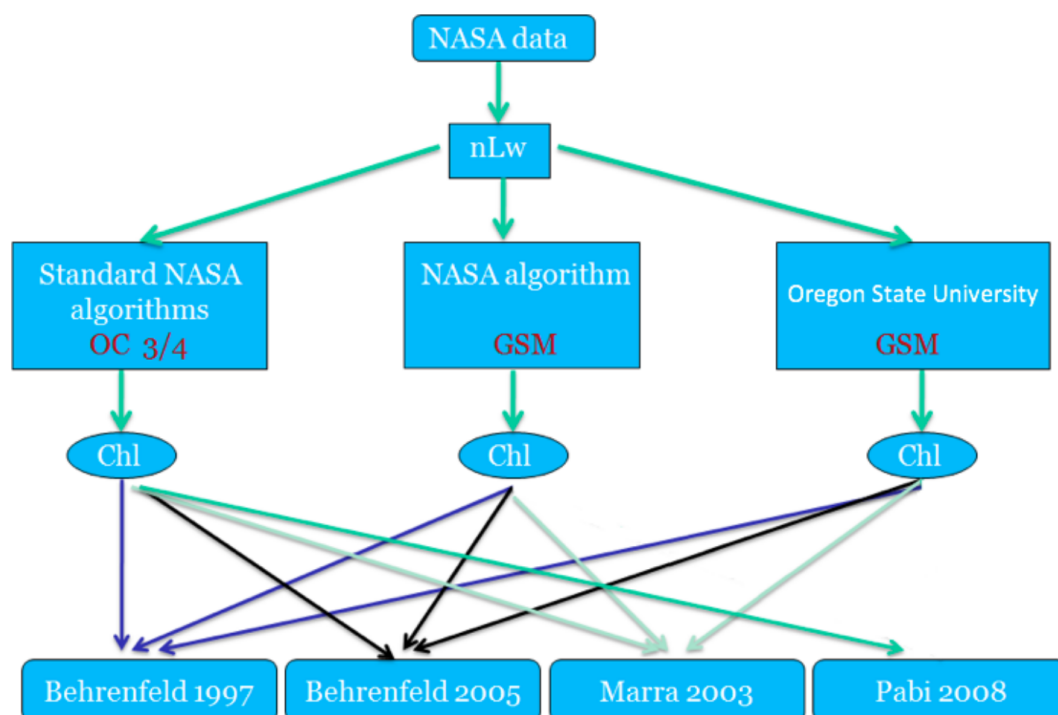 NASA data
nLw
Standard NASA
algorithms
OC 3/4
NASA algorithm
GSM
Oregon State University
GSM
Chl
Chl
Chl
Behrenfeld 1997
Behrenfeld 2005
Marra 2003
Pabi 2008